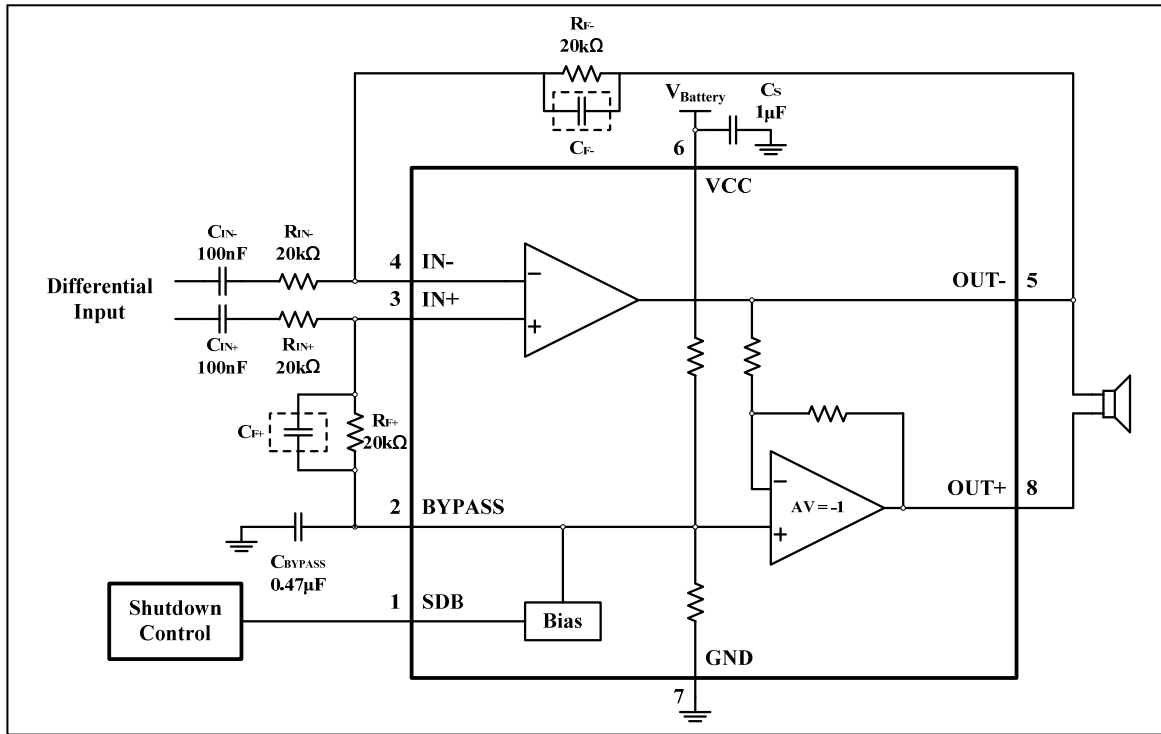 RF-
20kΩ
VBattery
CS
1μF
CF-
6
VCC
CIN-
100nF
RIN-
20kΩ
4
IN-
Differential
Input
3
IN+
OUT-
5
CIN+
100nF
RIN+
20kΩ
CF+
RF+
20kΩ
2
BYPASS
AV = -1
OUT+
8
CBYPASS
0.47μF
Shutdown
Control
1
SDB
Bias
GND
7